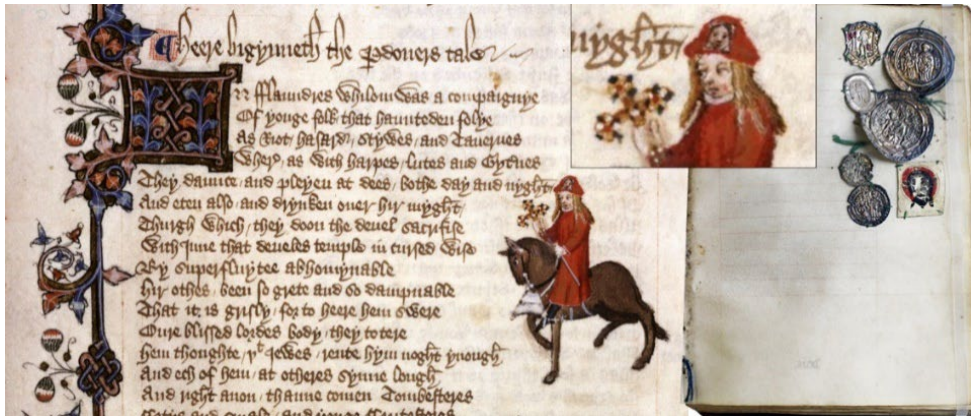 Heere bigynneth the Pdoners tale
IN Flaundres whilom was a compaignye
Of yonge folk that haunteden folye
As Riot / hasard / Stywes / and Tauernes
Wher as with harpes / lutes and Gyternes
They daunce / and pleyen at dees / bothe day and nyght
And eten also / and drynken ouer hir myght
Thurgh which / they doon the deuel sacrifise
With Inne that deueles temple in cursed wise
By superfluytee abhomynable
Hir othes / been so grete and so dampnable
That it is grisly / for to heere hem swere
Oure blissed lordes body / they to tere
Hem thoughte / yt Iewes / rente hym noght ynough
And ech of hem / at otheres synne lough
And right anon / thanne comen Tombesteres
nyght